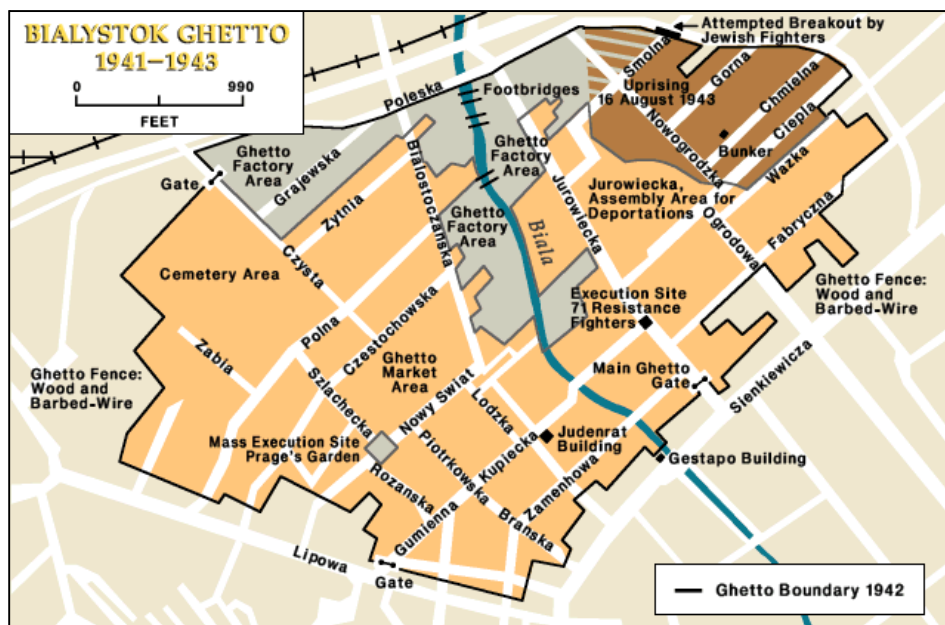 BIALYSTOK GHETTO
1941–1943
0 990
FEET
Attempted Breakout by
Jewish Fighters
Smolna
Gorna
Chmielna
Ciepla
Uprising
16 August 1943
Bunker
Nowogrodzka
Wazka
Poleska
Footbridges
Ghetto
Factory
Area
Grajewska
Gate
Zytnia
Bialostoczańska
Ghetto
Factory
Area
Jurowiecka
Jurowiecka,
Assembly Area for
Deportations
Ogrodowa
Fabryczna
Ghetto
Factory
Area
Biala
Czysta
Cemetery Area
Polna
Czestochowska
Zabia
Szlachecka
Ghetto
Market
Area
Nowy Swiat
Lodzka
Execution Site
71 Resistance
Fighters
Ghetto Fence:
Wood and
Barbed-Wire
Main Ghetto
Gate
Sienkiewicza
Ghetto Fence:
Wood and
Barbed-Wire
Mass Execution Site
Prage's Garden
Rozanska
Piotrkowska
Kupiecka
Judenrat
Building
Gestapo Building
Zamenhowa
Gumienna
Branska
Lipowa
Gate
Ghetto Boundary 1942